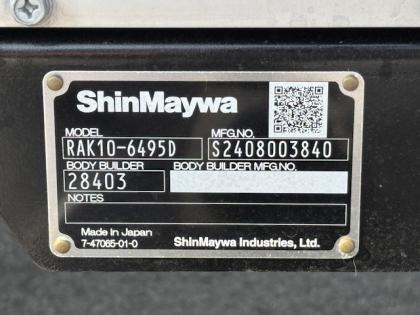 ShinMaywa
MODEL MFG.NO.
RAK10-6495D S2408003840
BODY BUILDER BODY BUILDER MFG.NO.
28403
NOTES
Made in Japan
7-47065-01-0 ShinMaywa Industries, Ltd.